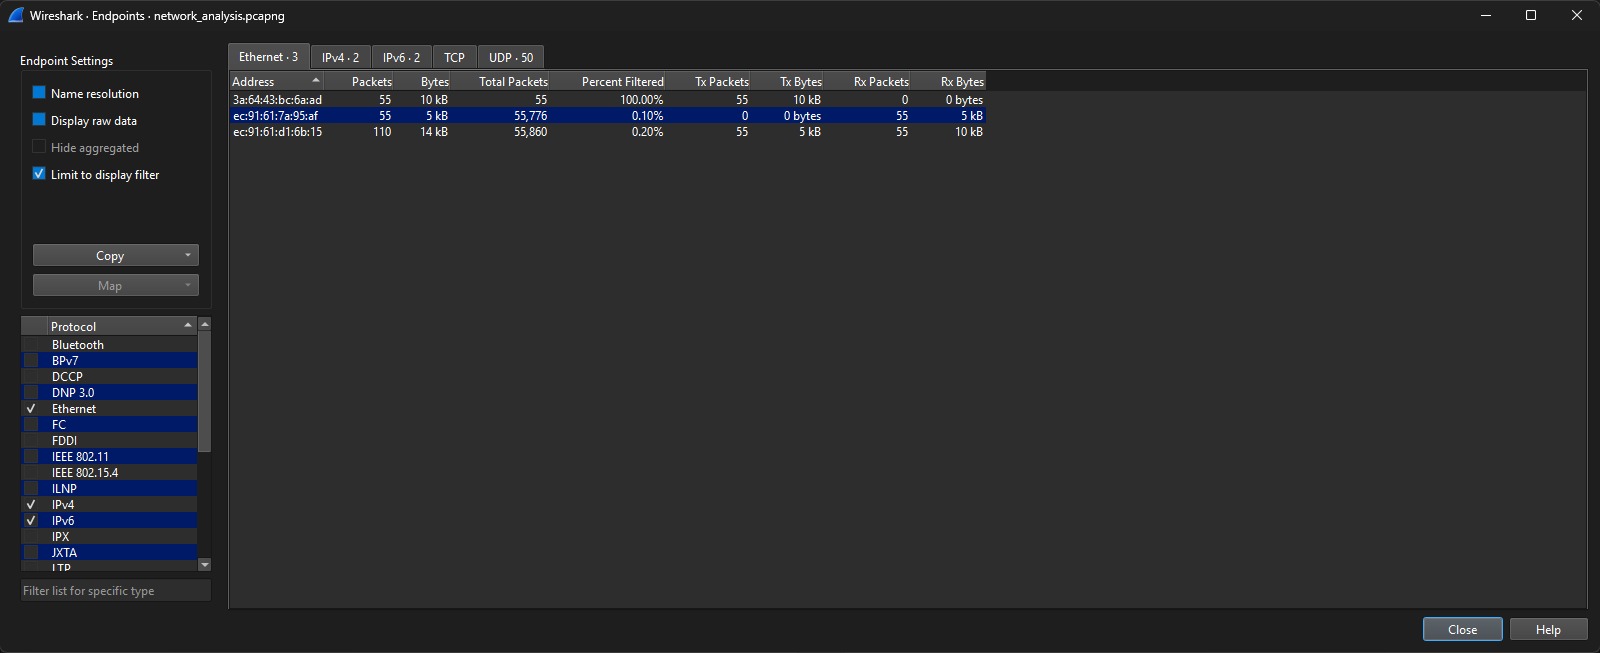 Wireshark · Endpoints · network_analysis.pcapng
Endpoint Settings
Name resolution
Display raw data
Hide aggregated
Limit to display filter
Copy
Map
Protocol
Bluetooth
BPv7
DCCP
DNP 3.0
Ethernet
FC
FDDI
IEEE 802.11
IEEE 802.15.4
ILNP
IPv4
IPv6
IPX
JXTA
LTP
Filter list for specific type
Ethernet · 3 IPv4 · 2 IPv6 · 2 TCP UDP · 50
Address Packets Bytes Total Packets Percent Filtered Tx Packets Tx Bytes Rx Packets Rx Bytes
3a:64:43:bc:6a:ad 55 10 kB 55 100.00% 55 10 kB 0 0 bytes
ec:91:61:7a:95:af 55 5 kB 55,776 0.10% 0 0 bytes 55 5 kB
ec:91:61:d1:6b:15 110 14 kB 55,860 0.20% 55 5 kB 55 10 kB
Close Help